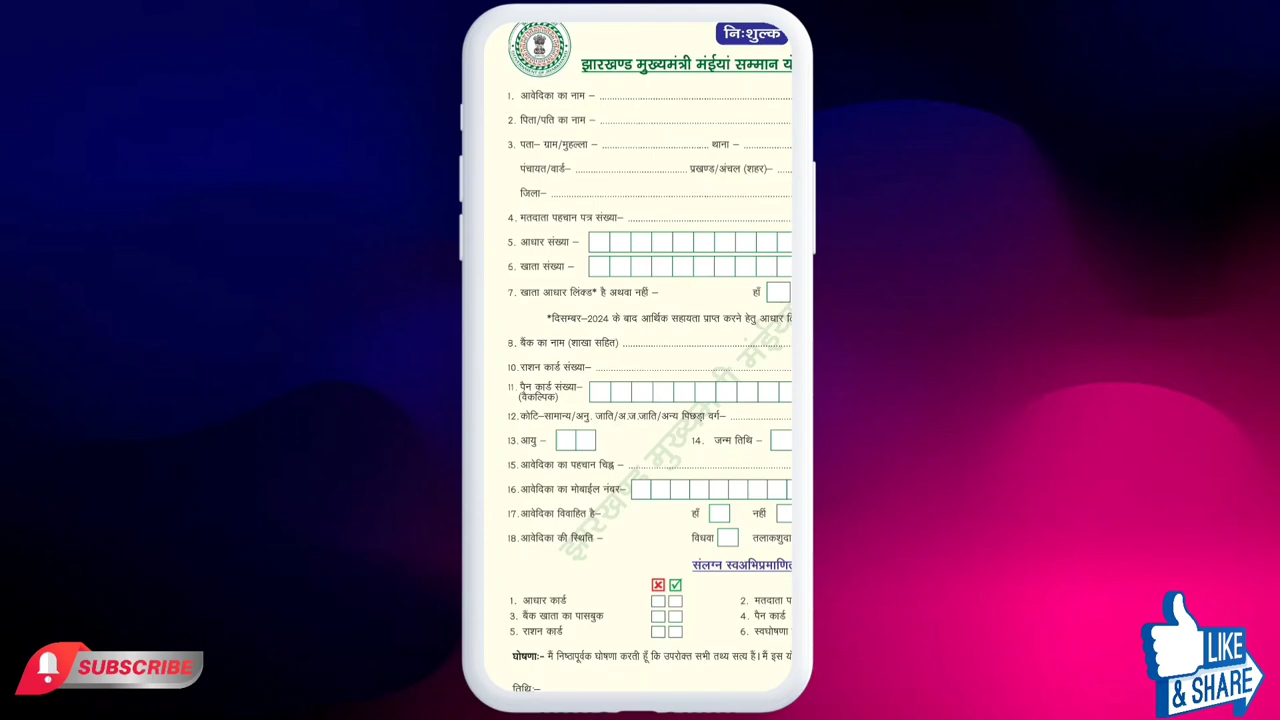 निःशुल्क
झारखण्ड मुख्यमंत्री मंईयां सम्मान यो
1. आवेदिका का नाम –
2. पिता/पति का नाम –
3. पता– ग्राम/मुहल्ला – थाना –
पंचायत/वार्ड– प्रखण्ड/अंचल (शहर)–
जिला–
4. मतदाता पहचान पत्र संख्या–
5. आधार संख्या –
6. खाता संख्या –
7. खाता आधार लिंक्ड* है अथवा नहीं – हाँ
*दिसम्बर–2024 के बाद आर्थिक सहायता प्राप्त करने हेतु आधार लि
9. बैंक का नाम (शाखा सहित)
10. राशन कार्ड संख्या–
11. पैन कार्ड संख्या–
(वैकल्पिक)
12. कोटि–सामान्य/अनु. जाति/अ.ज.जाति/अन्य पिछड़ा वर्ग–
13. आयु – 14. जन्म तिथि –
15. आवेदिका का पहचान चिह्न –
16. आवेदिका का मोबाईल नंबर–
17. आवेदिका विवाहित है– हाँ नहीं
18. आवेदिका की स्थिति – विधवा तलाकशुदा
झारखण्ड मुख्यमंत्री मंईया
संलग्न स्वअभिप्रमाणित
1. आधार कार्ड 2. मतदाता प
3. बैंक खाता का पासबुक 4. पैन कार्ड
5. राशन कार्ड 6. स्वघोषणा
घोषणाः– मैं निष्ठापूर्वक घोषणा करती हूँ कि उपरोक्त सभी तथ्य सत्य हैं। मैं इस यो
तिथि:–
SUBSCRIBE
LIKE
& SHARE